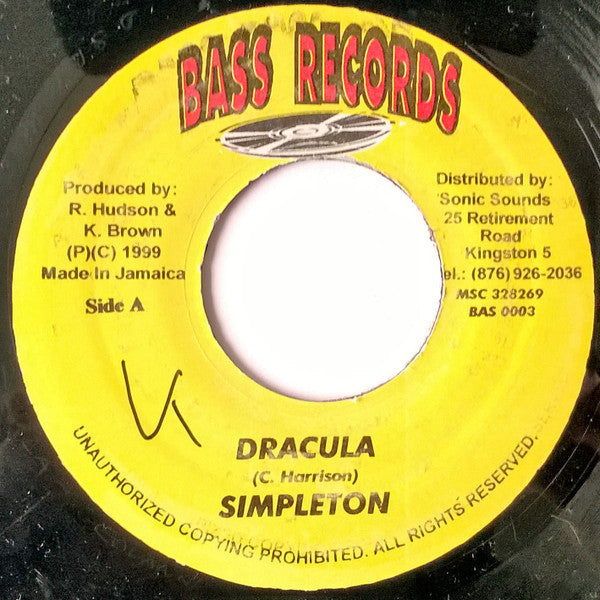 BASS RECORDS
Produced by:
R. Hudson &
K. Brown
(P)(C) 1999
Made In Jamaica
Side A
Distributed by:
Sonic Sounds
25 Retirement
Road
Kingston 5
el.: (876) 926-2036
MSC 328269
BAS 0003
DRACULA
(C. Harrison)
SIMPLETON
UNAUTHORIZED COPYING PROHIBITED. ALL RIGHTS RESERVED.